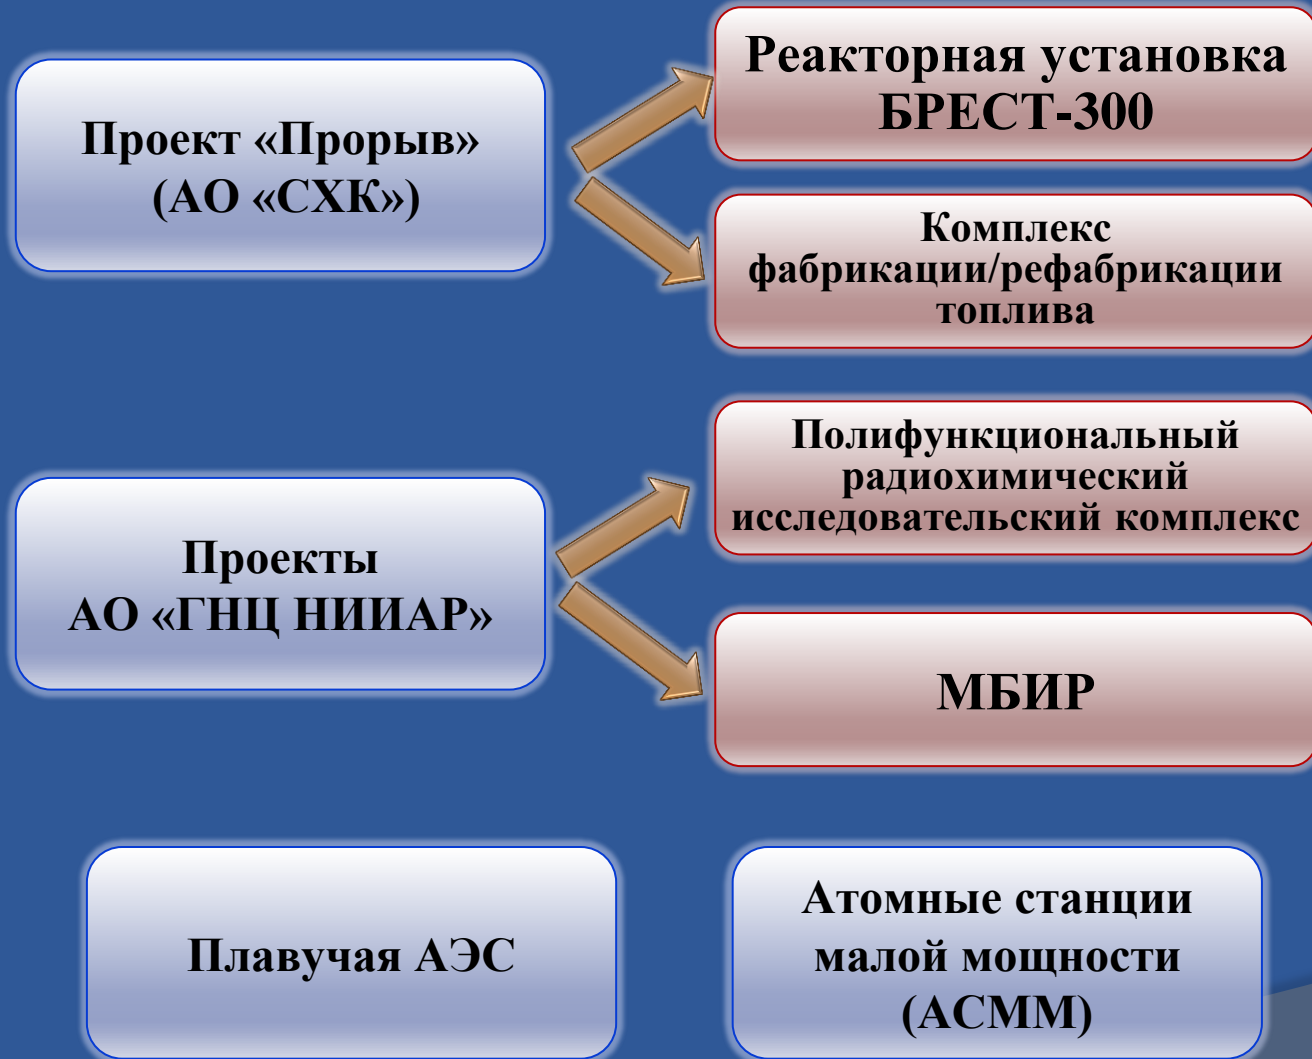 Проект «Прорыв»
(АО «СХК»)
Реакторная установка
БРЕСТ-300
Комплекс
фабрикации/рефабрикации
топлива
Проекты
АО «ГНЦ НИИАР»
Полифункциональный
радиохимический
исследовательский комплекс
МБИР
Плавучая АЭС
Атомные станции
малой мощности
(АСММ)